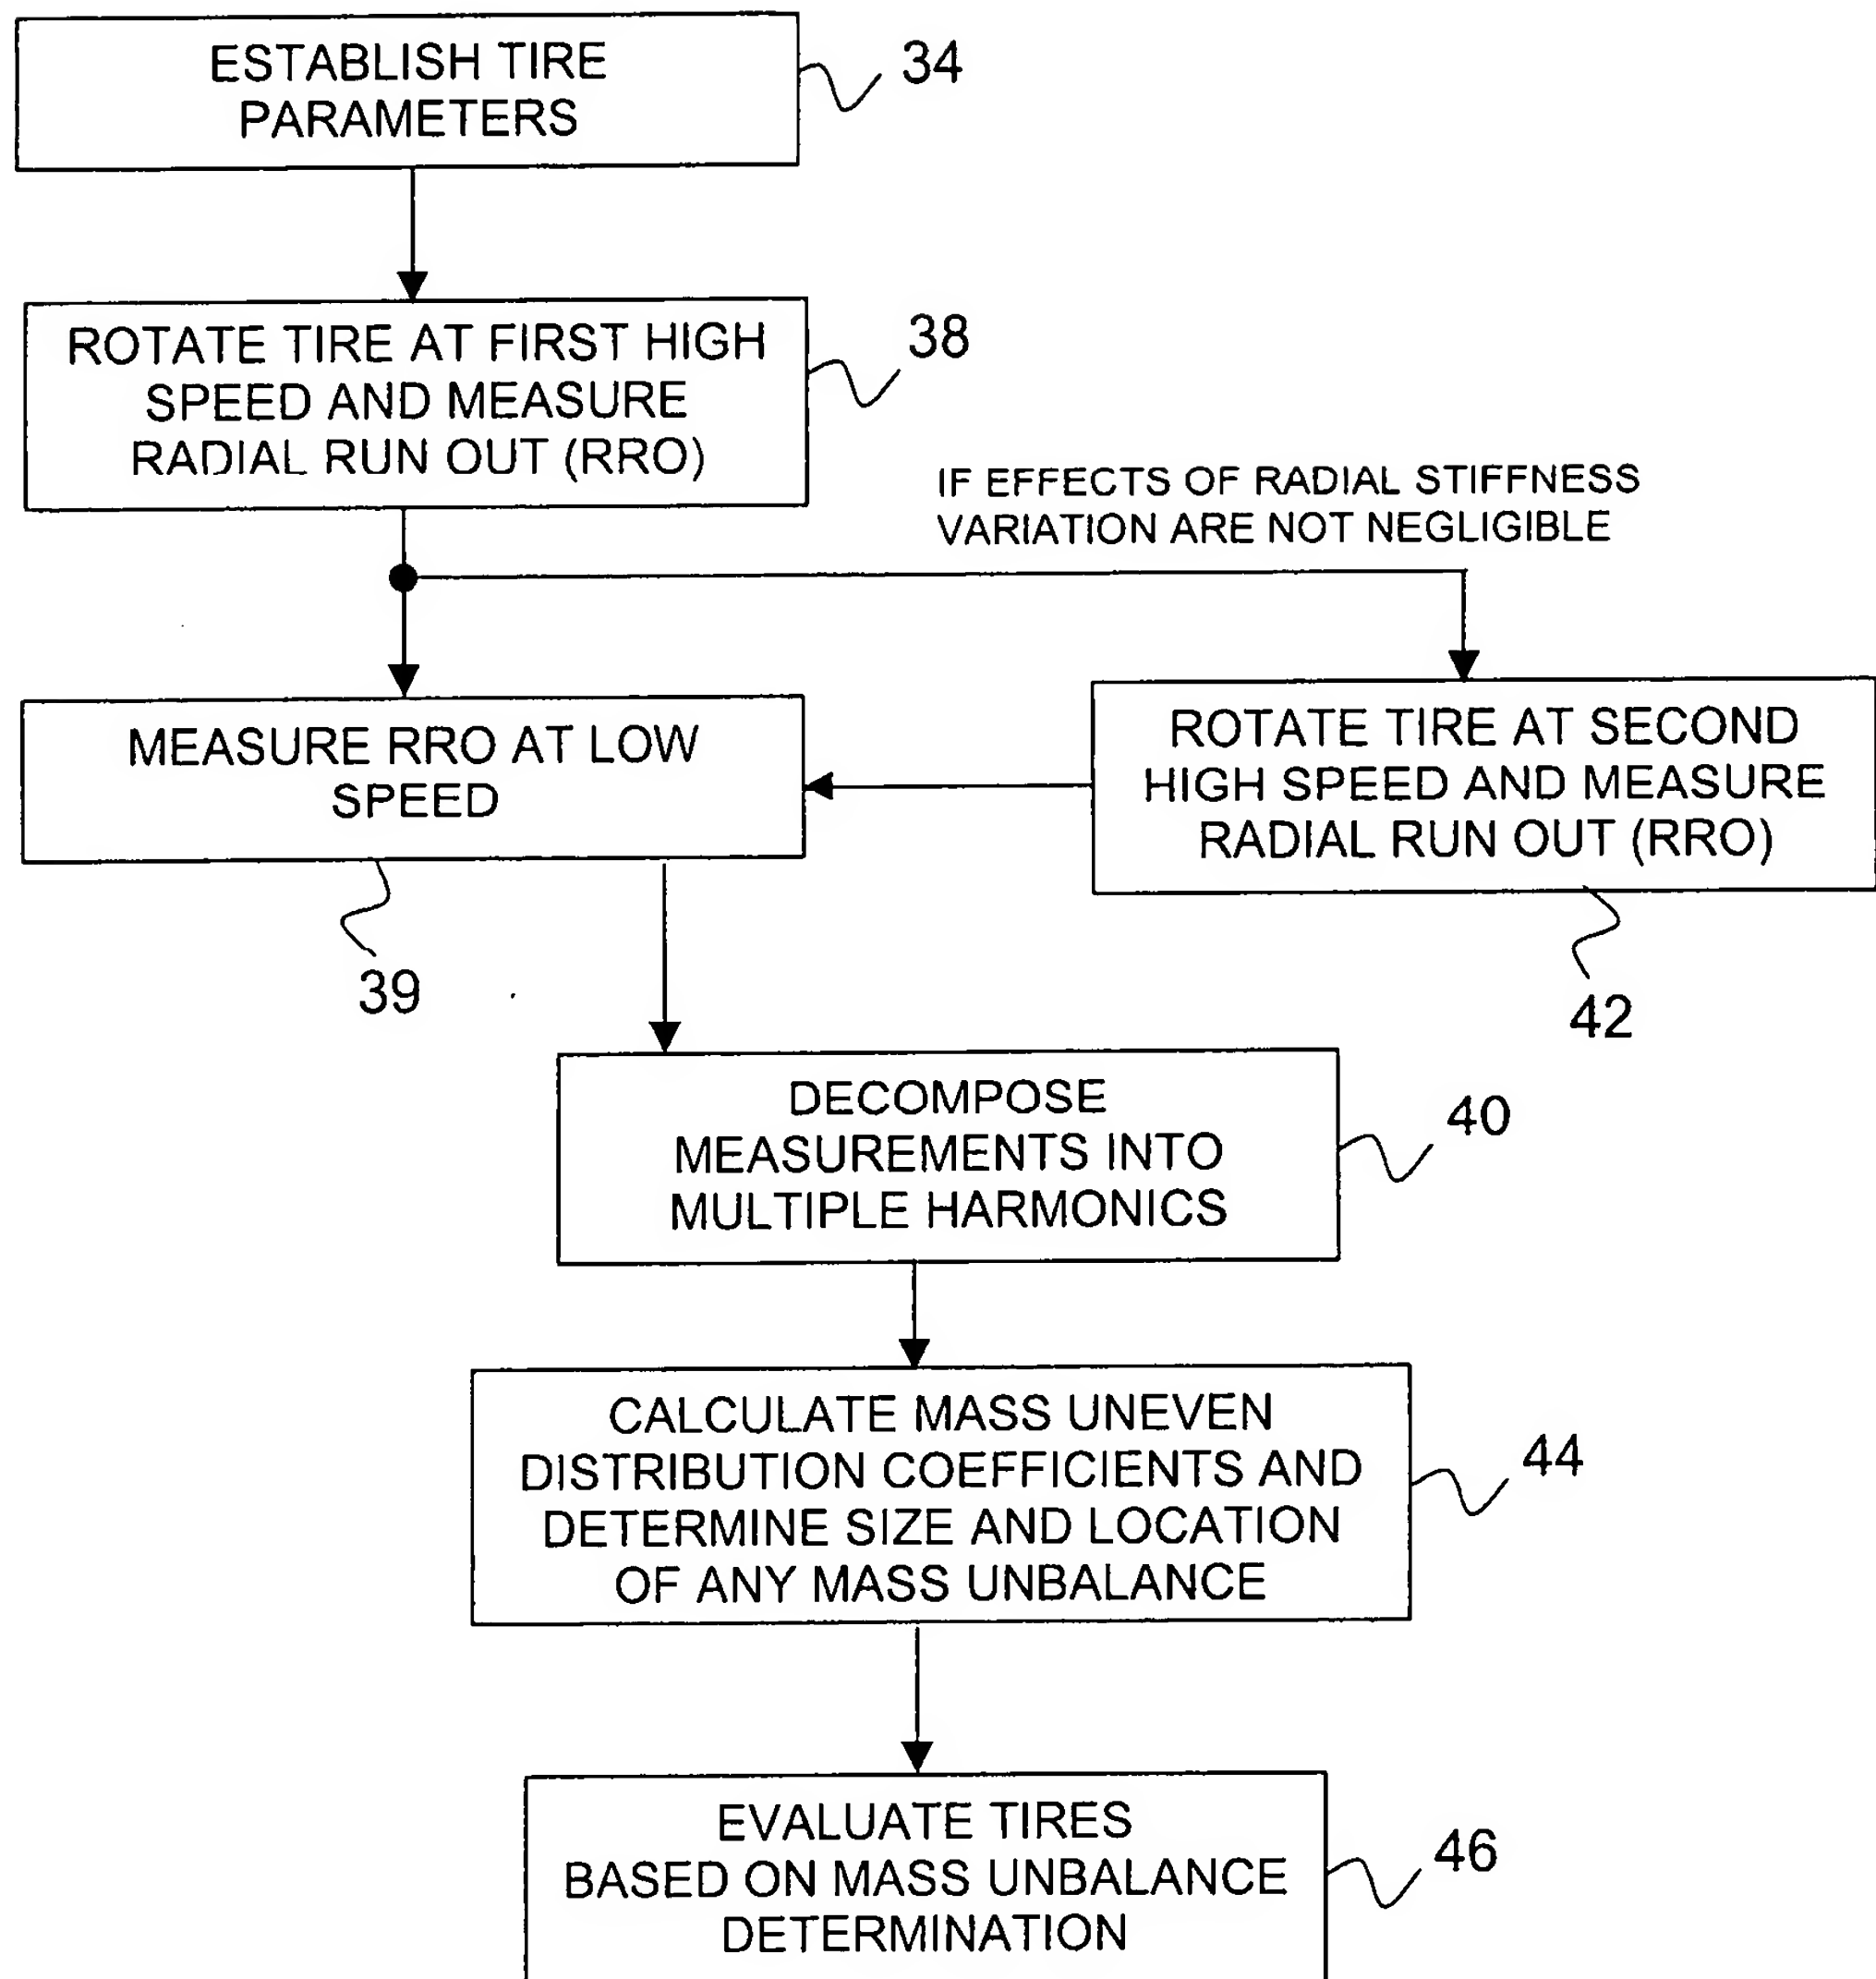 ESTABLISH TIRE
PARAMETERS
34
ROTATE TIRE AT FIRST HIGH
SPEED AND MEASURE
RADIAL RUN OUT (RRO)
38
IF EFFECTS OF RADIAL STIFFNESS
VARIATION ARE NOT NEGLIGIBLE
MEASURE RRO AT LOW
SPEED
39
ROTATE TIRE AT SECOND
HIGH SPEED AND MEASURE
RADIAL RUN OUT (RRO)
42
DECOMPOSE
MEASUREMENTS INTO
MULTIPLE HARMONICS
40
CALCULATE MASS UNEVEN
DISTRIBUTION COEFFICIENTS AND
DETERMINE SIZE AND LOCATION
OF ANY MASS UNBALANCE
44
EVALUATE TIRES
BASED ON MASS UNBALANCE
DETERMINATION
46